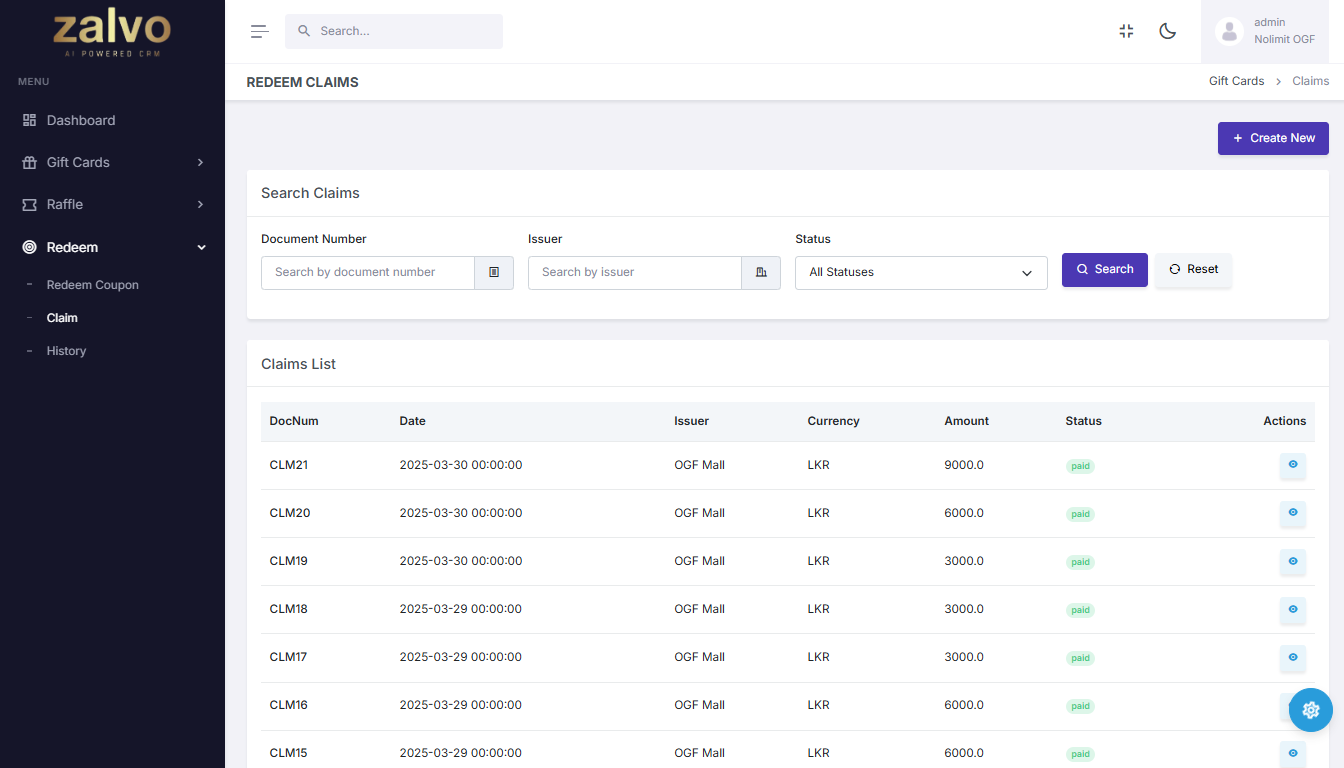 zalvo
AI POWERED CRM
Search...
admin
Nolimit OGF
MENU
REDEEM CLAIMS
Gift Cards > Claims
Dashboard
Gift Cards
Raffle
Redeem
Redeem Coupon
Claim
History
+ Create New
Search Claims
Document Number Issuer Status
Search by document number Search by issuer All Statuses Search Reset
Claims List
DocNum Date Issuer Currency Amount Status Actions
CLM21 2025-03-30 00:00:00 OGF Mall LKR 9000.0 paid
CLM20 2025-03-30 00:00:00 OGF Mall LKR 6000.0 paid
CLM19 2025-03-30 00:00:00 OGF Mall LKR 3000.0 paid
CLM18 2025-03-29 00:00:00 OGF Mall LKR 3000.0 paid
CLM17 2025-03-29 00:00:00 OGF Mall LKR 3000.0 paid
CLM16 2025-03-29 00:00:00 OGF Mall LKR 6000.0 paid
CLM15 2025-03-29 00:00:00 OGF Mall LKR 6000.0 paid